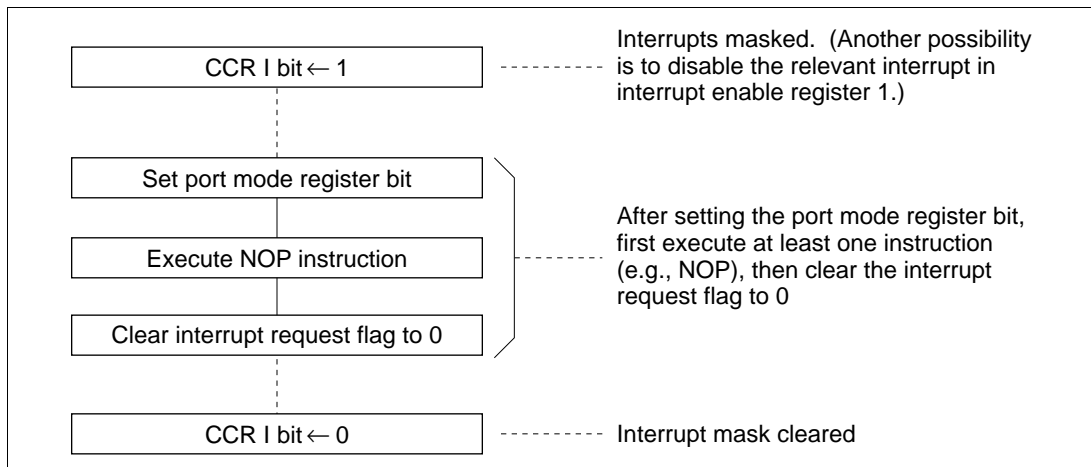 CCR I bit ← 1
Interrupts masked. (Another possibility
is to disable the relevant interrupt in
interrupt enable register 1.)
Set port mode register bit
Execute NOP instruction
Clear interrupt request flag to 0
After setting the port mode register bit,
first execute at least one instruction
(e.g., NOP), then clear the interrupt
request flag to 0
CCR I bit ← 0
Interrupt mask cleared